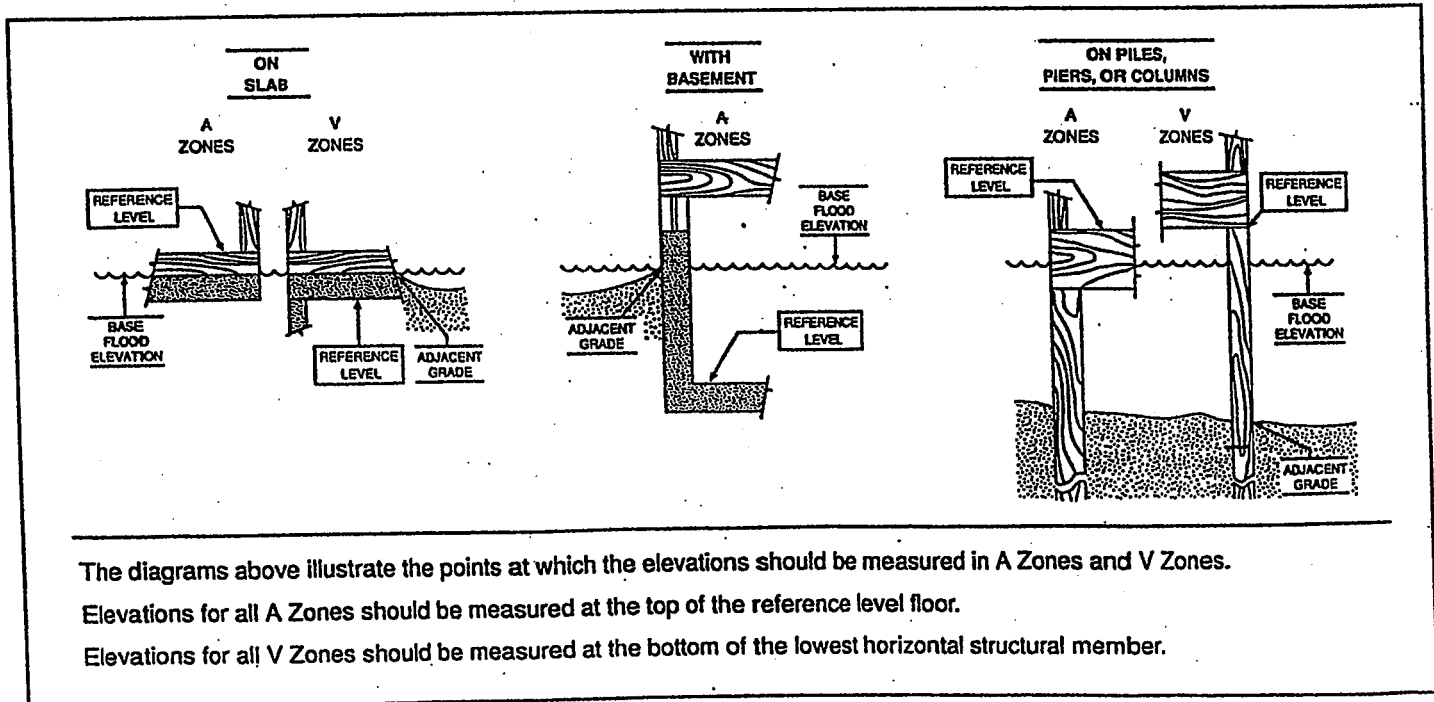 ON
SLAB
A
ZONES
V
ZONES
REFERENCE
LEVEL
BASE
FLOOD
ELEVATION
REFERENCE
LEVEL
ADJACENT
GRADE
WITH
BASEMENT
A
ZONES
BASE
FLOOD
ELEVATION
ADJACENT
GRADE
REFERENCE
LEVEL
ON PILES,
PIERS, OR COLUMNS
A
ZONES
V
ZONES
REFERENCE
LEVEL
REFERENCE
LEVEL
BASE
FLOOD
ELEVATION
ADJACENT
GRADE
The diagrams above illustrate the points at which the elevations should be measured in A Zones and V Zones.
Elevations for all A Zones should be measured at the top of the reference level floor.
Elevations for all V Zones should be measured at the bottom of the lowest horizontal structural member.